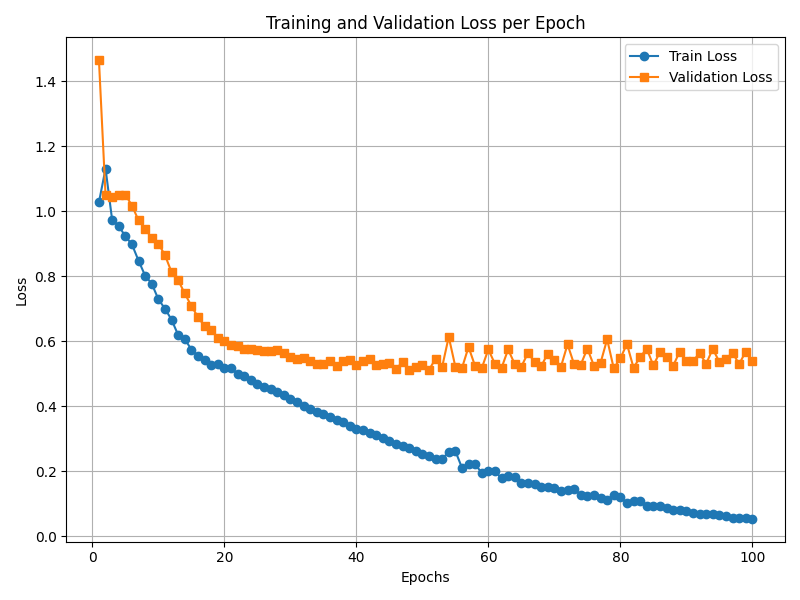 Training and Validation Loss per Epoch
Train Loss
Validation Loss
1.4
1.2
1.0
0.8
0.6
0.4
0.2
0.0
Loss
0 20 40 60 80 100
Epochs